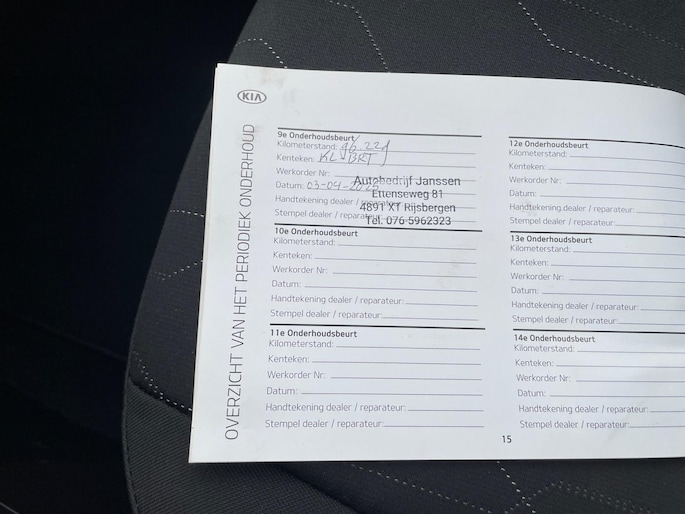 KIA
OVERZICHT VAN HET PERIODIEK ONDERHOUD
9e Onderhoudsbeurt
Kilometerstand:
Kenteken:
Werkorder Nr:
Datum: 03-04-2025
Handtekening dealer /
Stempel dealer /
Autobedrijf Janssen
Ettenseweg 81
4891 XT Rijsbergen
Tel. 076-5962323
10e Onderhoudsbeurt
Kilometerstand:
Kenteken:
Werkorder Nr:
Datum:
Handtekening dealer / reparateur:
Stempel dealer / reparateur:
11e Onderhoudsbeurt
Kilometerstand:
Kenteken:
Werkorder Nr:
Datum:
Handtekening dealer / reparateur:
Stempel dealer / reparateur:
12e Onderhoudsbeurt
Kilometerstand:
Kenteken:
Werkorder Nr:
Datum:
Handtekening dealer / reparateur:
Stempel dealer / reparateur:
13e Onderhoudsbeurt
Kilometerstand:
Kenteken:
Werkorder Nr:
Datum:
Handtekening dealer / reparateur:
Stempel dealer / reparateur:
14e Onderhoudsbeurt
Kilometerstand:
Kenteken:
Werkorder Nr:
Datum:
Handtekening dealer / reparateur:
Stempel dealer / reparateur:
15